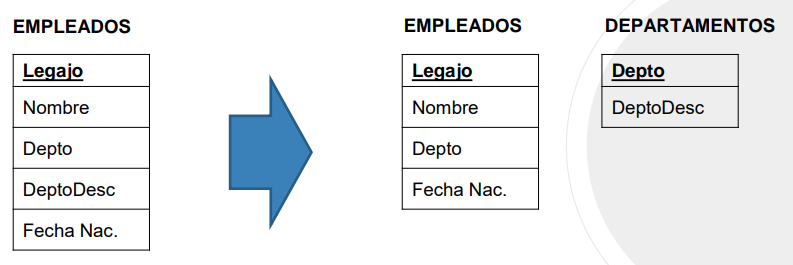 EMPLEADOS
Legajo
Nombre
Depto
DeptoDesc
Fecha Nac.
EMPLEADOS
Legajo
Nombre
Depto
Fecha Nac.
DEPARTAMENTOS
Depto
DeptoDesc